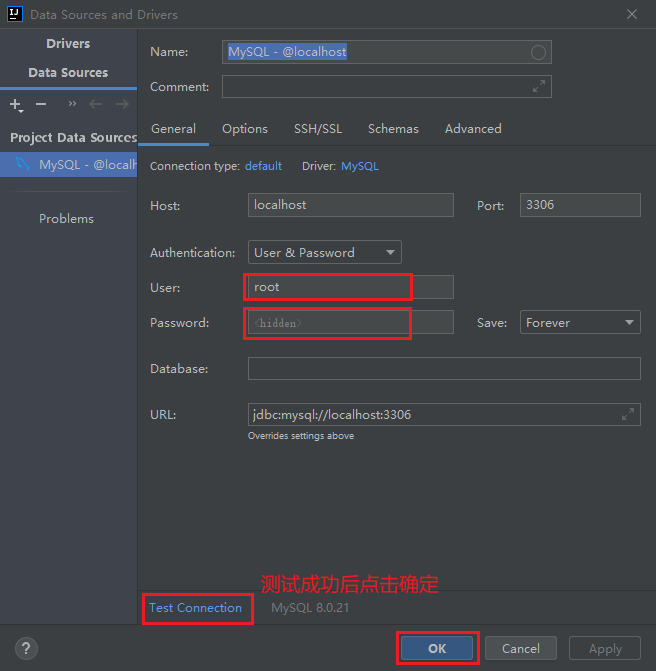 IJ
Data Sources and Drivers
Drivers
Data Sources
Project Data Sources
MySQL - @local
Problems
Name: MySQL - @localhost
Comment:
General Options SSH/SSL Schemas Advanced
Connection type: default Driver: MySQL
Host: localhost Port: 3306
Authentication: User & Password
User: root
Password: <hidden> Save: Forever
Database:
URL: jdbc:mysql://localhost:3306
Overrides settings above
测试成功后点击确定
Test Connection MySQL 8.0.21
? OK Cancel Apply